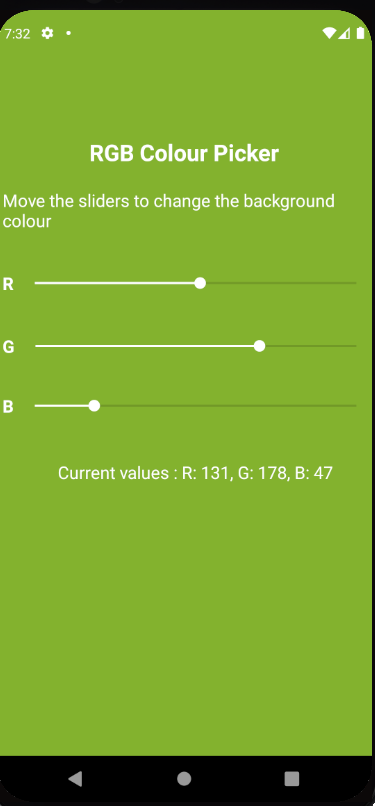 7:32
RGB Colour Picker
Move the sliders to change the background
colour
R
G
B
Current values : R: 131, G: 178, B: 47